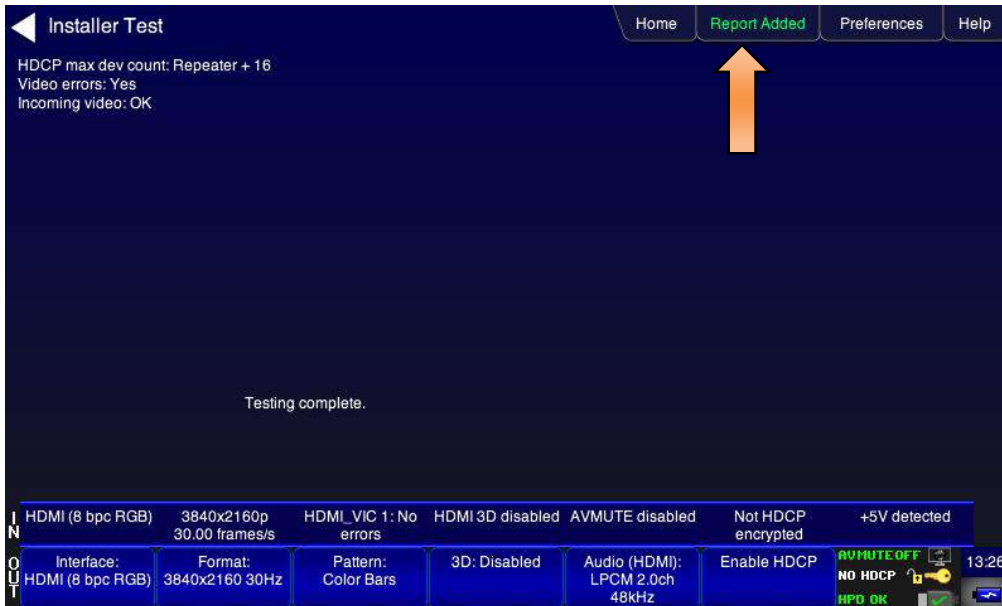 Installer Test
Home
Report Added
Preferences
Help
HDCP max dev count: Repeater + 16
Video errors: Yes
Incoming video: OK
Testing complete.
IN
HDMI (8 bpc RGB)
3840x2160p
30.00 frames/s
HDMI_VIC 1: No
errors
HDMI 3D disabled
AVMUTE disabled
Not HDCP
encrypted
+5V detected
OUT
Interface:
HDMI (8 bpc RGB)
Format:
3840x2160 30Hz
Pattern:
Color Bars
3D: Disabled
Audio (HDMI):
LPCM 2.0ch
48kHz
Enable HDCP
AVMUTE OFF
NO HDCP
HPD OK
13:26